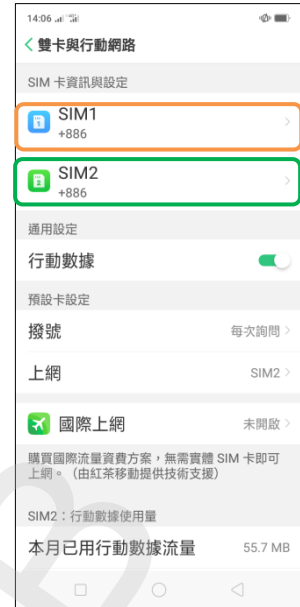 14:06
雙卡與行動網路
SIM 卡資訊與設定
SIM1
+886
SIM2
+886
通用設定
行動數據
預設卡設定
撥號 每次詢問
上網 SIM2
國際上網 未開啟
購買國際流量資費方案，無需實體 SIM 卡即可
上網。（由紅茶移動提供技術支援）
SIM2：行動數據使用量
本月已用行動數據流量 55.7 MB